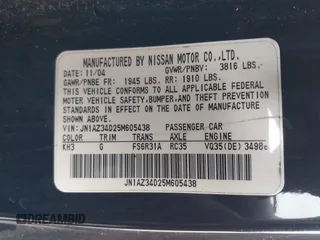 MANUFACTURED BY NISSAN MOTOR CO.,LTD.
DATE: 11/04 GVWR/PNBV: 3816 LBS.
GAWR/PNBE FR: 1945 LBS. RR: 1910 LBS.
THIS VEHICLE CONFORMS TO ALL APPLICABLE FEDERAL
MOTOR VEHICLE SAFETY,BUMPER,AND THEFT PREVENTION
STANDARDS IN EFFECT ON THE DATE OF MANUFACTURE
SHOWN ABOVE.
VIN:JN1AZ34D25M605438 PASSENGER CAR
COLOR TRIM TRANS AXLE ENGINE
KH3 G FS6R31A RC35 VQ35(DE) 3498
JN1AZ34D25M605438
©DREAMBID